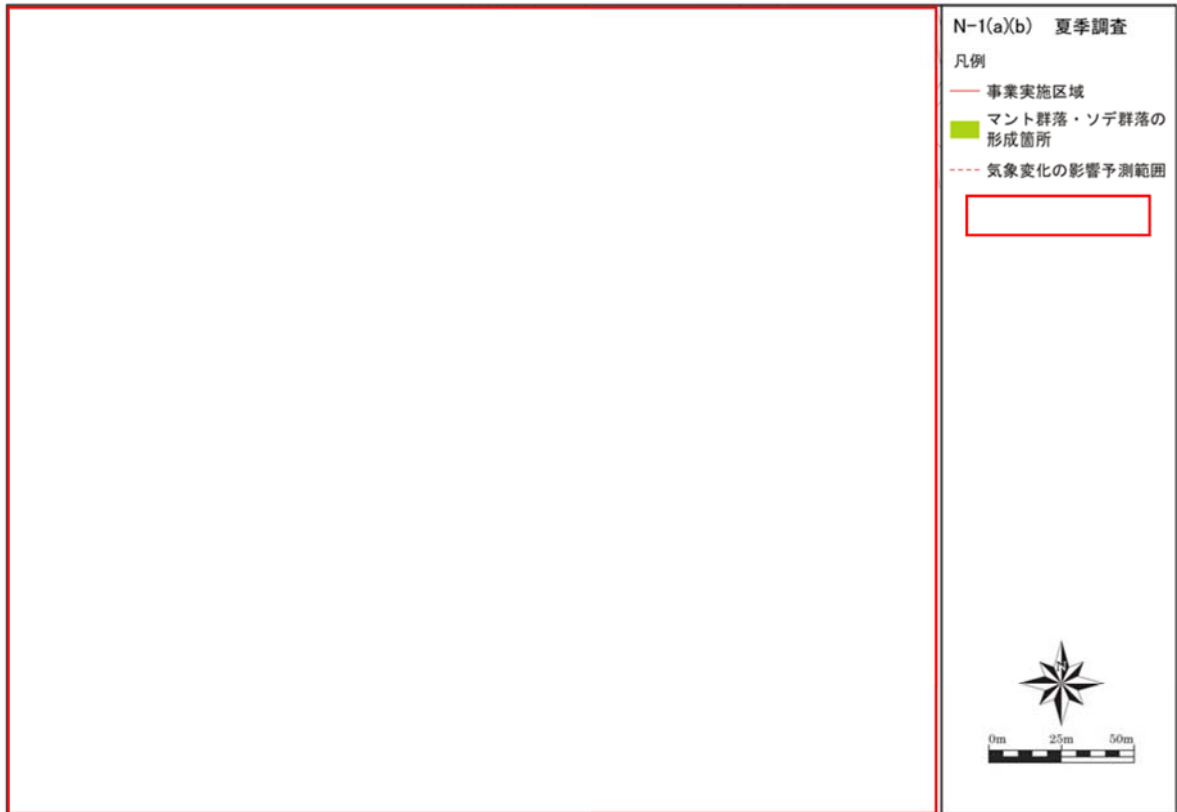 N-1(a)(b) 夏季調査
凡例
事業実施区域
マント群落・ソデ群落の
形成箇所
気象変化の影響予測範囲
N
0m 25m 50m